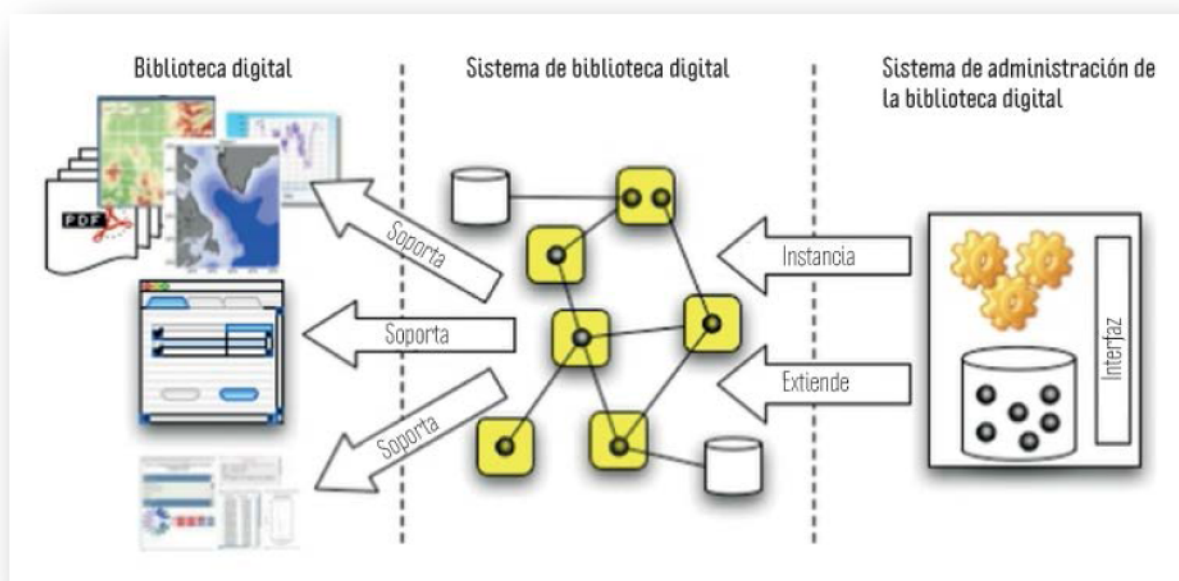 Biblioteca digital
Sistema de biblioteca digital
Sistema de administración de
la biblioteca digital
PDF
Soporta
Soporta
Soporta
Instancia
Extiende
Interfaz